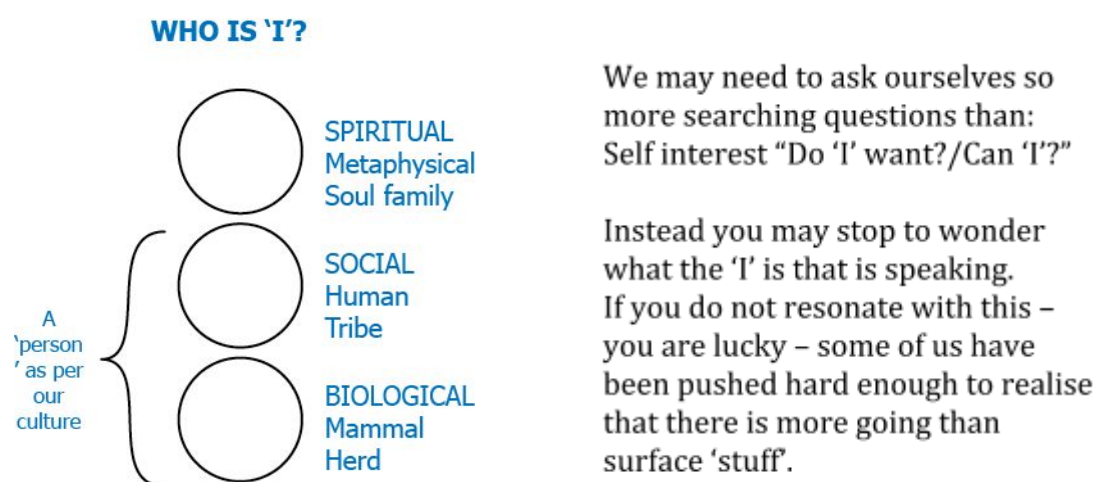 WHO IS ‘I’?
SPIRITUAL
Metaphysical
Soul family
SOCIAL
Human
Tribe
BIOLOGICAL
Mammal
Herd
A
‘person
’ as per
our
culture
We may need to ask ourselves so
more searching questions than:
Self interest “Do ‘I’ want?/Can ‘I’?”
Instead you may stop to wonder
what the ‘I’ is that is speaking.
If you do not resonate with this –
you are lucky – some of us have
been pushed hard enough to realise
that there is more going than
surface ‘stuff’.